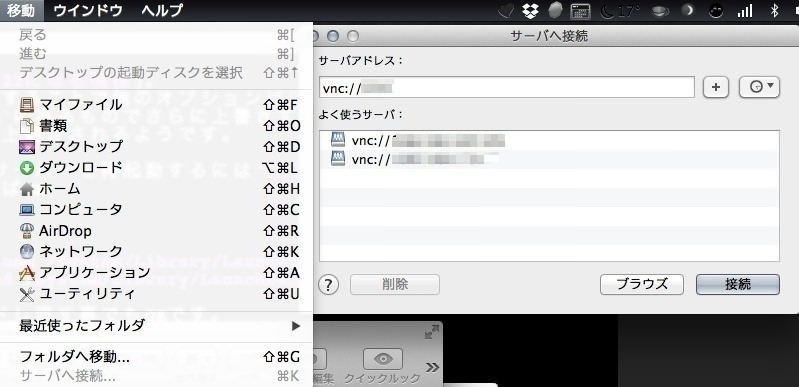 移動 ウインドウ ヘルプ
17°
戻る ⌘[
進む ⌘]
デスクトップの起動ディスクを選択 ⇧⌘↑
マイファイル ⇧⌘F
書類 ⇧⌘O
デスクトップ ⇧⌘D
ダウンロード ⌥⌘L
ホーム ⇧⌘H
コンピュータ ⇧⌘C
AirDrop ⇧⌘R
ネットワーク ⇧⌘K
アプリケーション ⇧⌘A
ユーティリティ ⇧⌘U
最近使ったフォルダ ▶
フォルダへ移動... ⇧⌘G
サーバへ接続... ⌘K
サーバへ接続
サーバアドレス：
vnc://
よく使うサーバ：
vnc://
vnc://
? 削除 ブラウズ 接続
編集 クイックルック